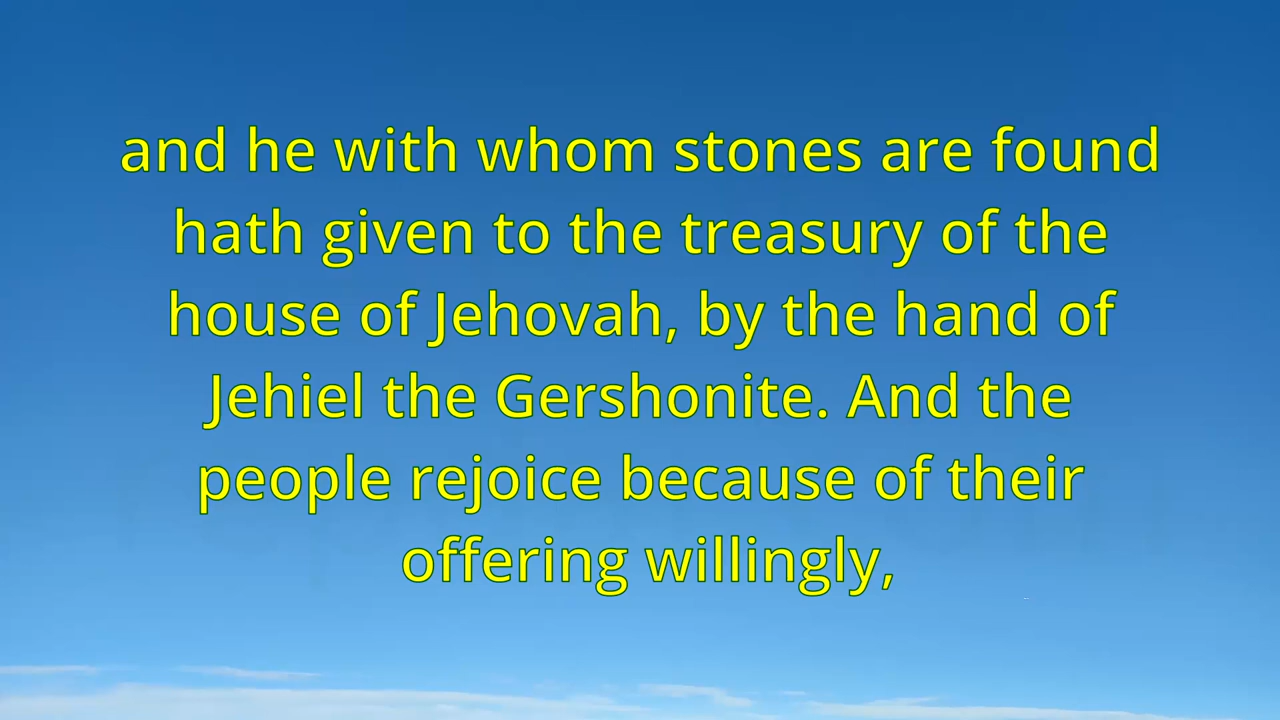 and he with whom stones are found
hath given to the treasury of the
house of Jehovah, by the hand of
Jehiel the Gershonite. And the
people rejoice because of their
offering willingly,